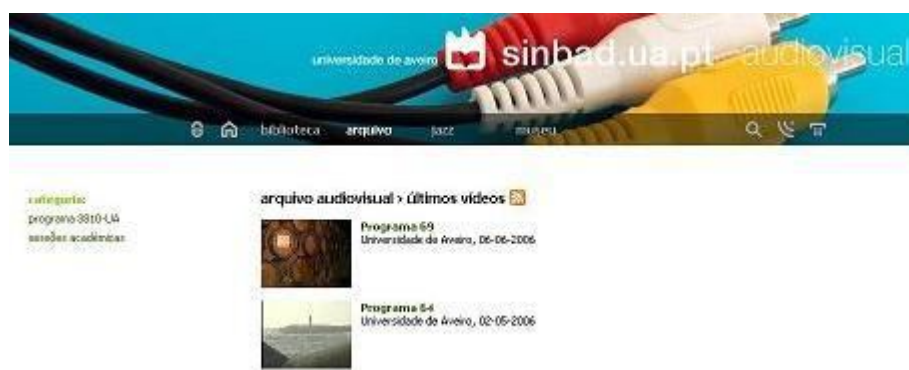 universidade de aveiro sinbad.ua.pt audiovisual
biblioteca arquivo jazz museu
categorias
programa 3810-UA
sessões académicas
arquivo audiovisual > últimos vídeos
Programa 69
Universidade de Aveiro, 06-06-2006
Programa 64
Universidade de Aveiro, 02-05-2006